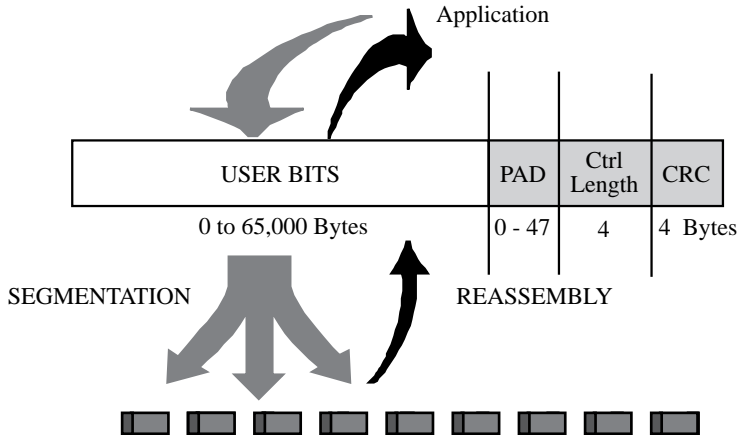 Application
USER BITS
PAD
Ctrl
Length
CRC
0 to 65,000 Bytes
0 - 47
4
4 Bytes
SEGMENTATION
REASSEMBLY